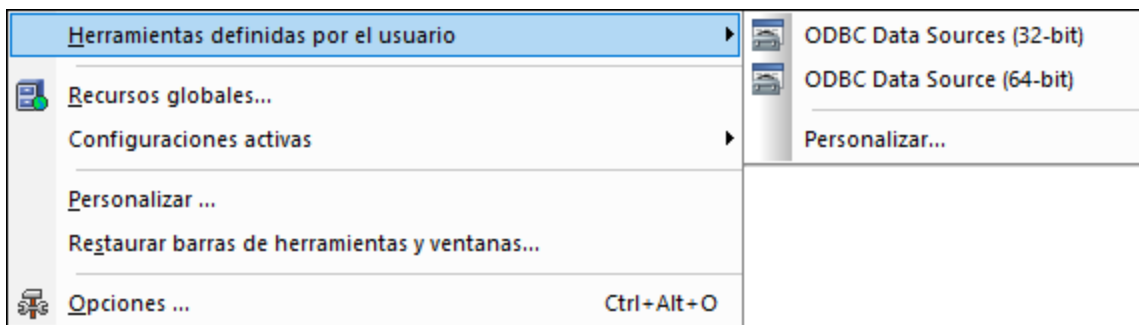 Herramientas definidas por el usuario
Recursos globales...
Configuraciones activas
Personalizar ...
Restaurar barras de herramientas y ventanas...
Opciones ... Ctrl+Alt+O
ODBC Data Sources (32-bit)
ODBC Data Source (64-bit)
Personalizar...